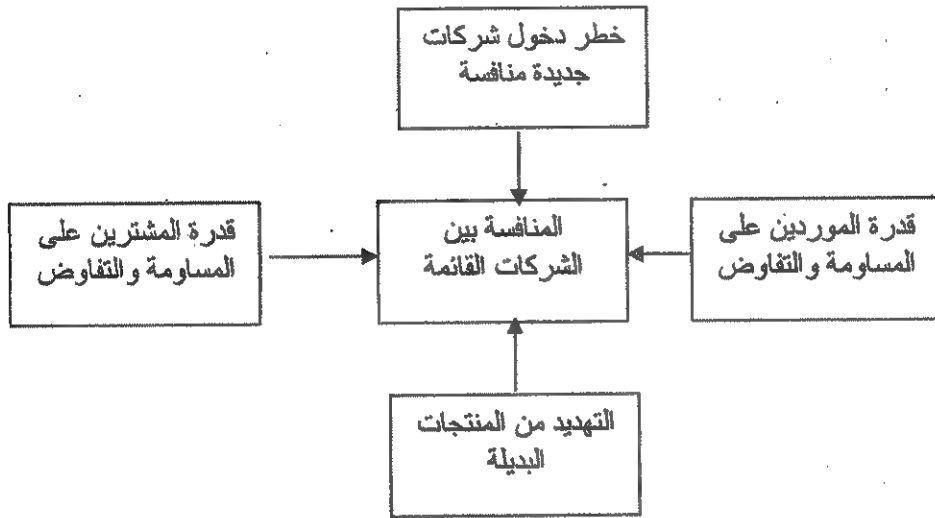 خطر دخول شركات
جديدة منافسة
قدرة الموردين على
المساومة والتفاوض
المنافسة بين
الشركات القائمة
قدرة المشترين على
المساومة والتفاوض
التهديد من المنتجات
البديلة